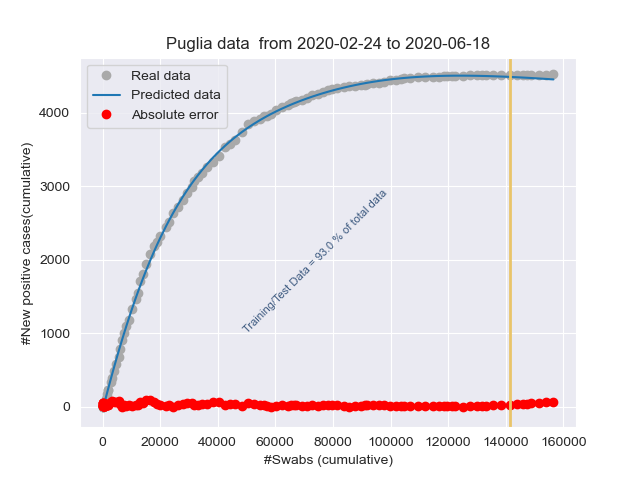 Puglia data  from 2020-02-24 to 2020-06-18
Real data
Predicted data
Absolute error
Training/Test Data = 93.0 % of total data
#New positive cases(cumulative)
4000
3000
2000
1000
0
0 20000 40000 60000 80000 100000 120000 140000 160000
#Swabs (cumulative)